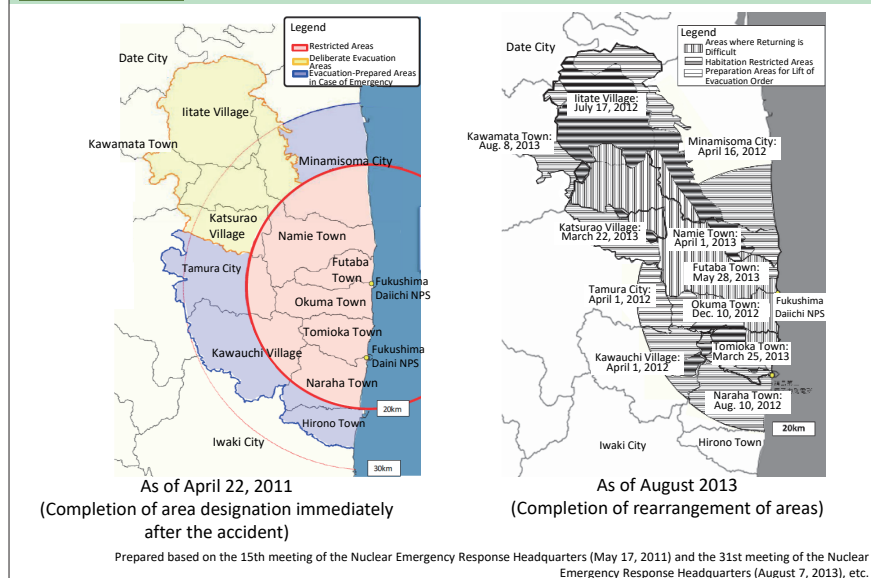 Legend
Restricted Areas
Deliberate Evacuation
Areas
Evacuation-Prepared Areas
in Case of Emergency
Date City
Iitate Village
Kawamata Town
Minamisoma City
Katsurao
Village
Namie Town
Tamura City
Futaba
Town
Fukushima
Daiichi NPS
Okuma Town
Tomioka Town
Kawauchi Village
Fukushima
Daini NPS
Naraha Town
20km
Hirono Town
Iwaki City
30km
As of April 22, 2011
(Completion of area designation immediately
after the accident)
Legend
Areas where Returning is
Difficult
Habitation Restricted Areas
Preparation Areas for Lift of
Evacuation Order
Date City
Iitate Village:
July 17, 2012
Kawamata Town:
Aug. 8, 2013
Minamisoma City:
April 16, 2012
Katsurao Village:
March 22, 2013
Namie Town:
April 1, 2013
Futaba Town:
May 28, 2013
Tamura City:
April 1, 2012
Okuma Town:
Dec. 10, 2012
Fukushima
Daiichi NPS
Tomioka Town:
March 25, 2013
Kawauchi Village:
April 1, 2012
Naraha Town:
Aug. 10, 2012
20km
Iwaki City
Hirono Town
As of August 2013
(Completion of rearrangement of areas)
Prepared based on the 15th meeting of the Nuclear Emergency Response Headquarters (May 17, 2011) and the 31st meeting of the Nuclear
Emergency Response Headquarters (August 7, 2013), etc.